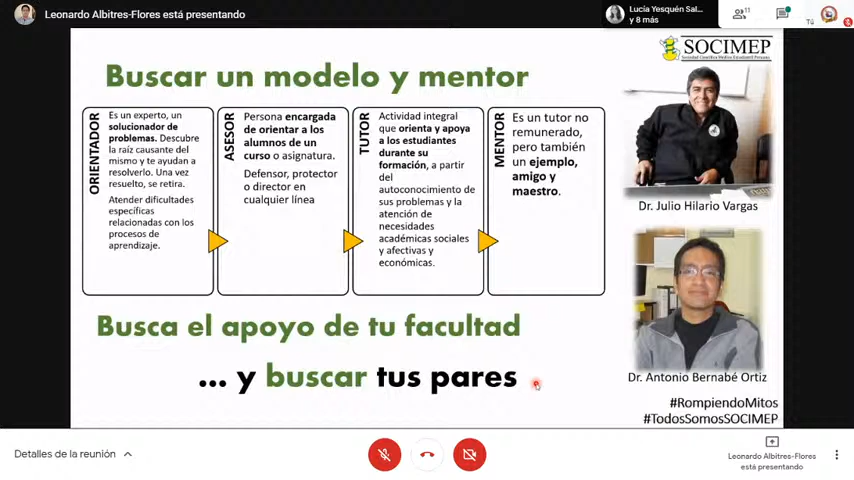 Leonardo Albitres-Flores está presentando
Lucía Yesquén Sal...
y 8 más
11
Tú
SOCIMEP
Sociedad Científica Médico Estudiantil Peruana
Buscar un modelo y mentor
ORIENTADOR
Es un experto, un
solucionador de
problemas. Descubre
la raíz causante del
mismo y te ayudan a
resolverlo. Una vez
resuelto, se retira.
Atender dificultades
específicas
relacionadas con los
procesos de
aprendizaje.
ASESOR
Persona encargada
de orientar a los
alumnos de un
curso o asignatura.
Defensor, protector
o director en
cualquier línea
TUTOR
Actividad integral
que orienta y apoya
a los estudiantes
durante su
formación, a partir
del
autoconocimiento de
sus problemas y la
atención de
necesidades
académicas sociales
y afectivas y
económicas.
MENTOR
Es un tutor no
remunerado,
pero también
un ejemplo,
amigo y
maestro.
Dr. Julio Hilario Vargas
Dr. Antonio Bernabé Ortiz
Busca el apoyo de tu facultad
... y buscar tus pares
#RompiendoMitos
#TodosSomosSOCIMEP
Detalles de la reunión
Leonardo Albitres-Flores
está presentando